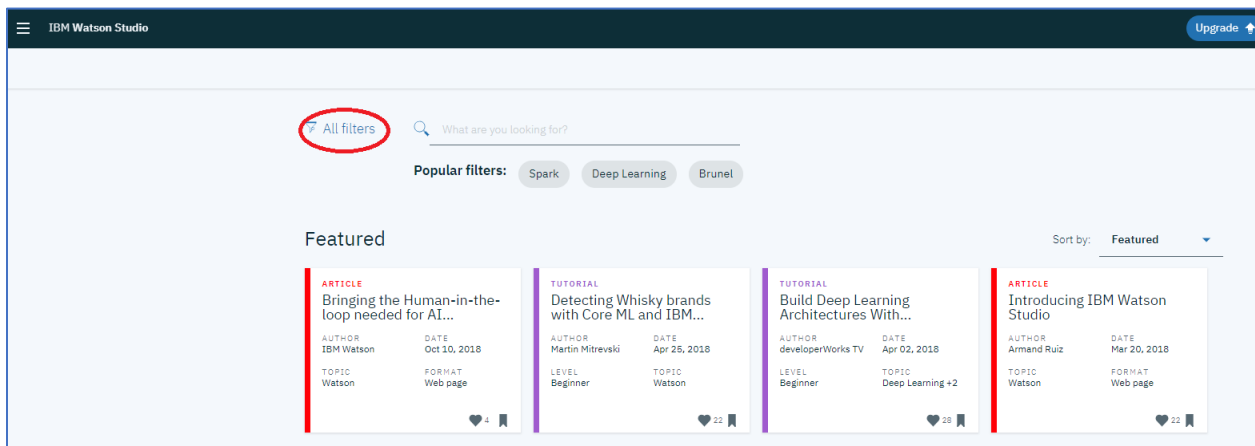 IBM Watson Studio
Upgrade
All filters
What are you looking for?
Popular filters: Spark Deep Learning Brunel
Featured
Sort by: Featured
ARTICLE
Bringing the Human-in-the-
loop needed for AI...
AUTHOR DATE
IBM Watson Oct 10, 2018
TOPIC FORMAT
Watson Web page
4
TUTORIAL
Detecting Whisky brands
with Core ML and IBM...
AUTHOR DATE
Martin Mitrevski Apr 25, 2018
LEVEL TOPIC
Beginner Watson
22
TUTORIAL
Build Deep Learning
Architectures With...
AUTHOR DATE
developerWorks TV Apr 02, 2018
LEVEL TOPIC
Beginner Deep Learning +2
28
ARTICLE
Introducing IBM Watson
Studio
AUTHOR DATE
Armand Ruiz Mar 20, 2018
TOPIC FORMAT
Watson Web page
22